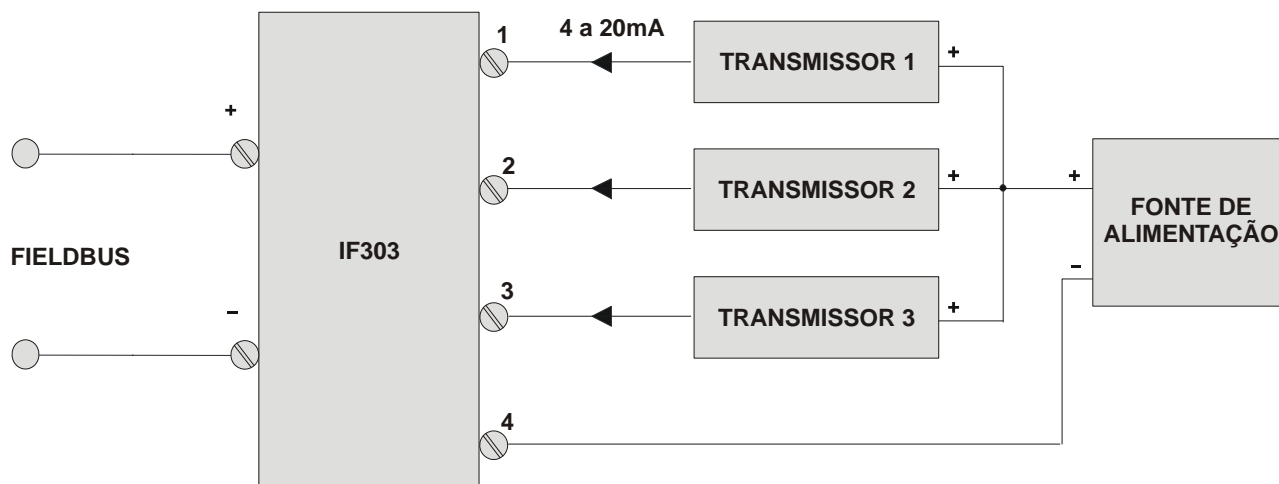 1
4 a 20mA
TRANSMISSOR 1
+
+
2
TRANSMISSOR 2
+
+
FONTE DE
ALIMENTAÇÃO
FIELDBUS
IF303
–
3
TRANSMISSOR 3
+
–
4